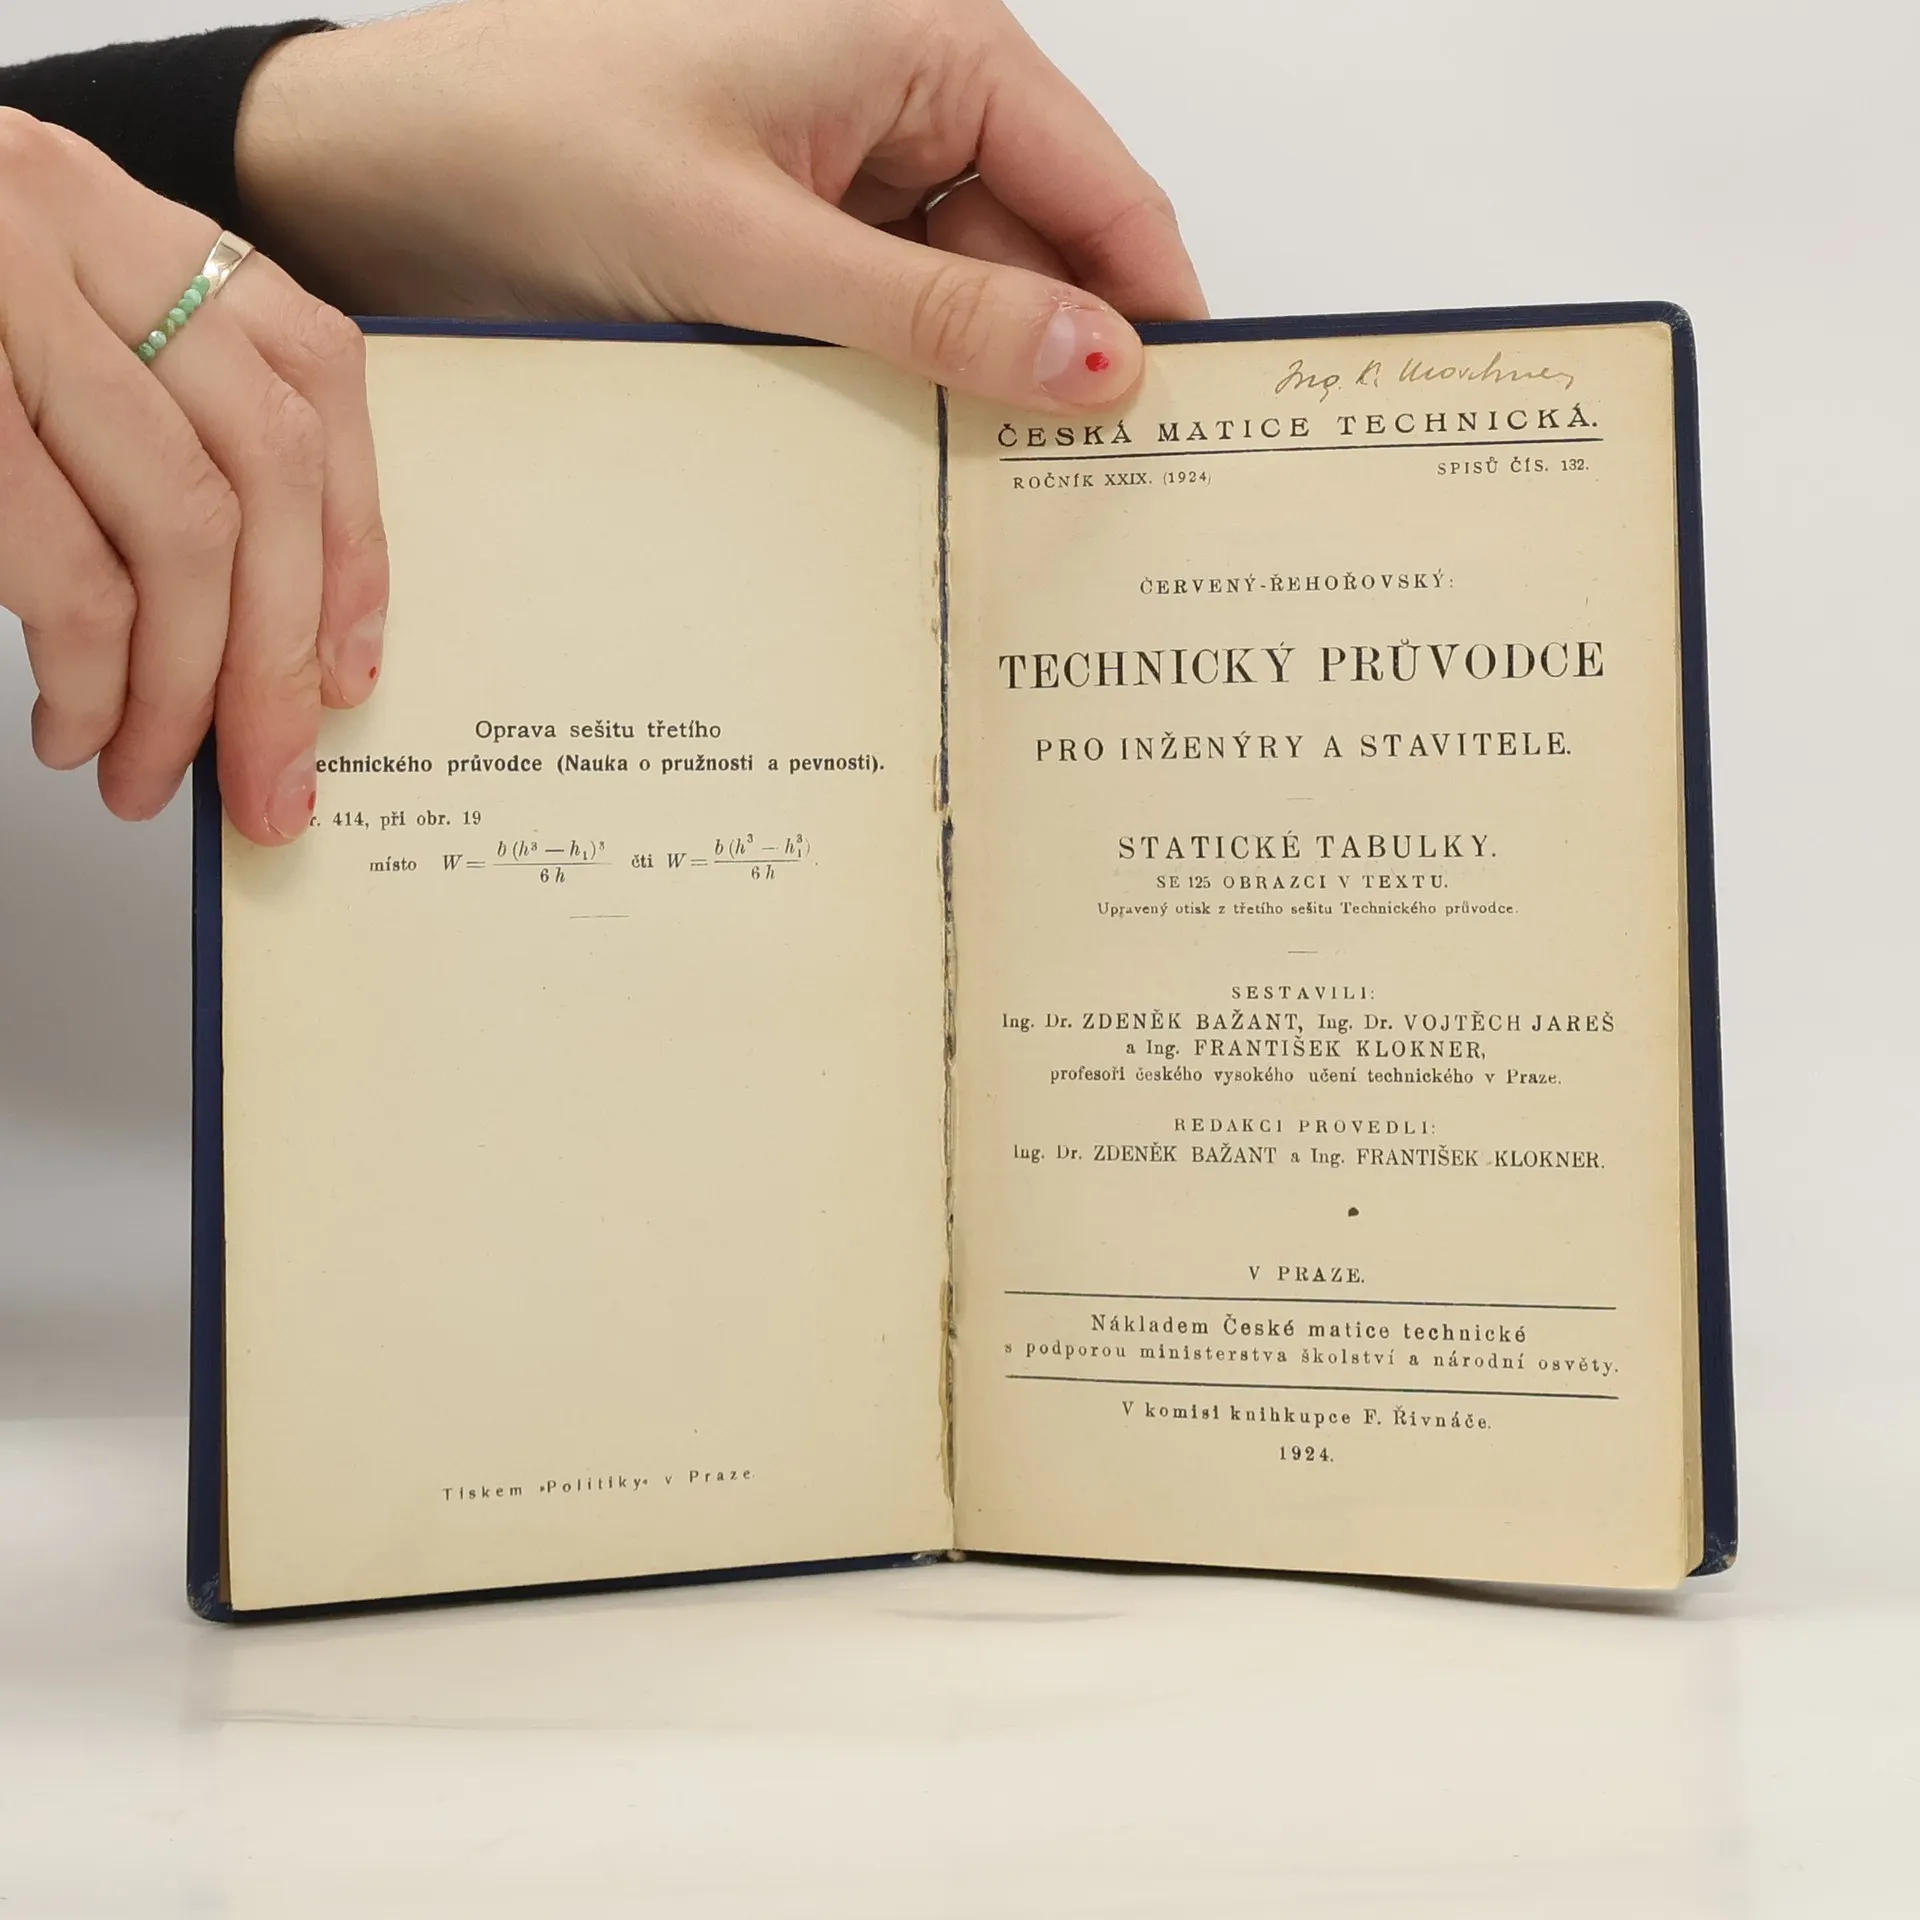 Oprava sešitu třetího
echnického průvodce (Nauka o pružnosti a pevnosti).
r. 414, při obr. 19
místo W = b (h³ — h₁)³ / 6 h čti W = b (h³ — h₁³) / 6 h.
Tiskem »Politiky« v Praze.
Ing. K.
ČESKÁ MATICE TECHNICKÁ.
ROČNÍK XXIX. (1924) SPISŮ ČÍS. 132.
ČERVENÝ-ŘEHOŘOVSKÝ:
TECHNICKÝ PRŮVODCE
PRO INŽENÝRY A STAVITELE.
STATICKÉ TABULKY.
SE 125 OBRAZCI V TEXTU.
Upravený otisk z třetího sešitu Technického průvodce.
SESTAVILI:
Ing. Dr. ZDENĚK BAŽANT, Ing. Dr. VOJTĚCH JAREŠ
a Ing. FRANTIŠEK KLOKNER,
profesoři českého vysokého učení technického v Praze.
REDAKCI PROVEDLI:
Ing. Dr. ZDENĚK BAŽANT a Ing. FRANTIŠEK KLOKNER.
V PRAZE.
Nákladem České matice technické
s podporou ministerstva školství a národní osvěty.
V komisi knihkupce F. Řivnáče.
1924.